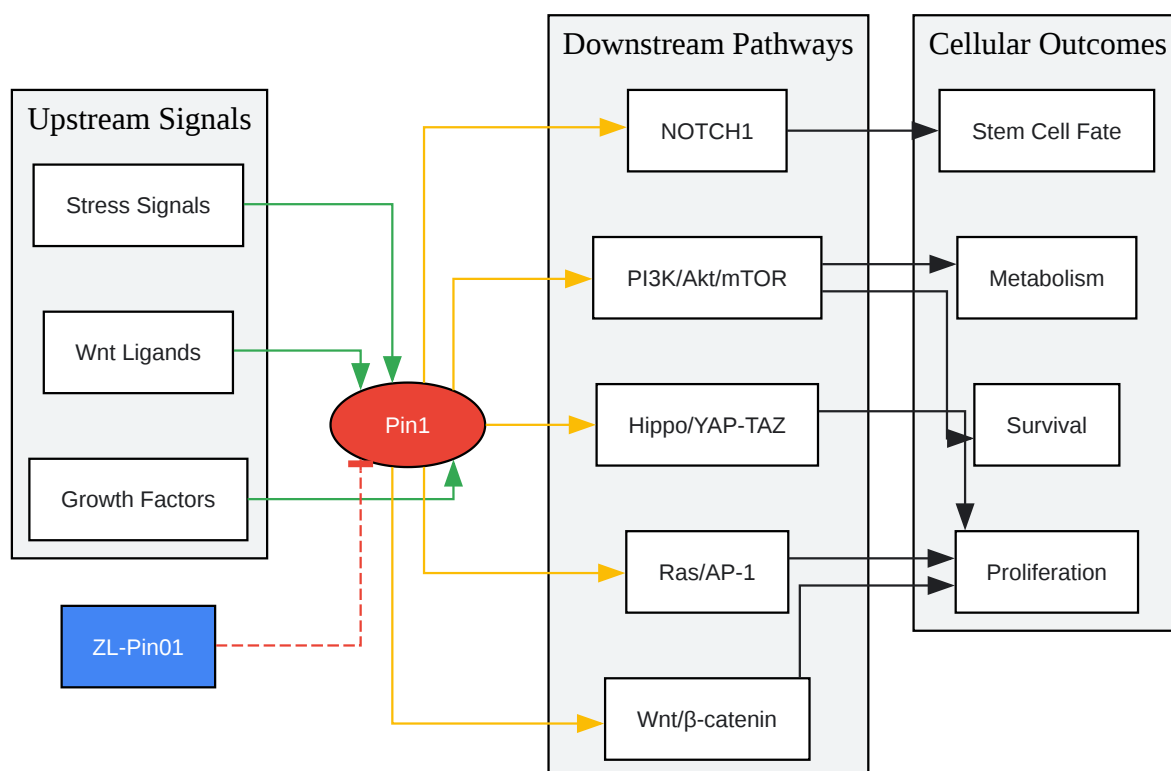 Upstream Signals
Stress Signals
Wnt Ligands
Growth Factors
ZL-Pin01
Pin1
Downstream Pathways
NOTCH1
PI3K/Akt/mTOR
Hippo/YAP-TAZ
Ras/AP-1
Wnt/β-catenin
Cellular Outcomes
Stem Cell Fate
Metabolism
Survival
Proliferation